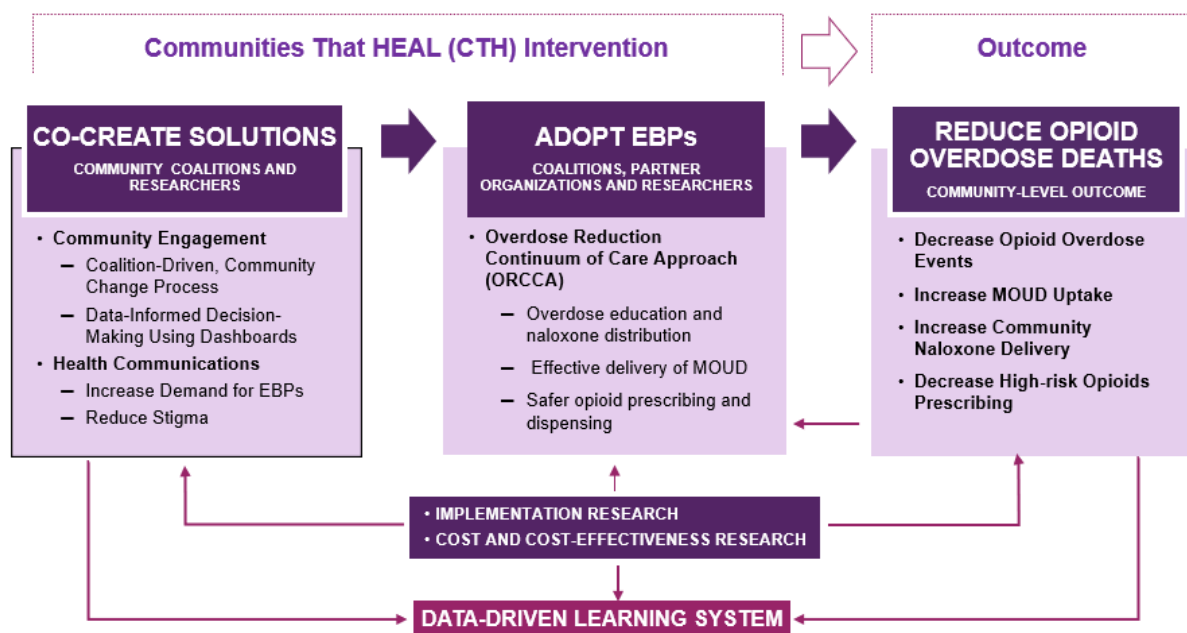 Communities That HEAL (CTH) Intervention
Outcome
CO-CREATE SOLUTIONS
COMMUNITY COALITIONS AND
RESEARCHERS
• Community Engagement
– Coalition-Driven, Community
Change Process
– Data-Informed Decision-
Making Using Dashboards
• Health Communications
– Increase Demand for EBPs
– Reduce Stigma
ADOPT EBPs
COALITIONS, PARTNER
ORGANIZATIONS AND RESEARCHERS
• Overdose Reduction
Continuum of Care Approach
(ORCCA)
– Overdose education and
naloxone distribution
– Effective delivery of MOUD
– Safer opioid prescribing and
dispensing
REDUCE OPIOID
OVERDOSE DEATHS
COMMUNITY-LEVEL OUTCOME
• Decrease Opioid Overdose
Events
• Increase MOUD Uptake
• Increase Community
Naloxone Delivery
• Decrease High-risk Opioids
Prescribing
• IMPLEMENTATION RESEARCH
• COST AND COST-EFFECTIVENESS RESEARCH
DATA-DRIVEN LEARNING SYSTEM